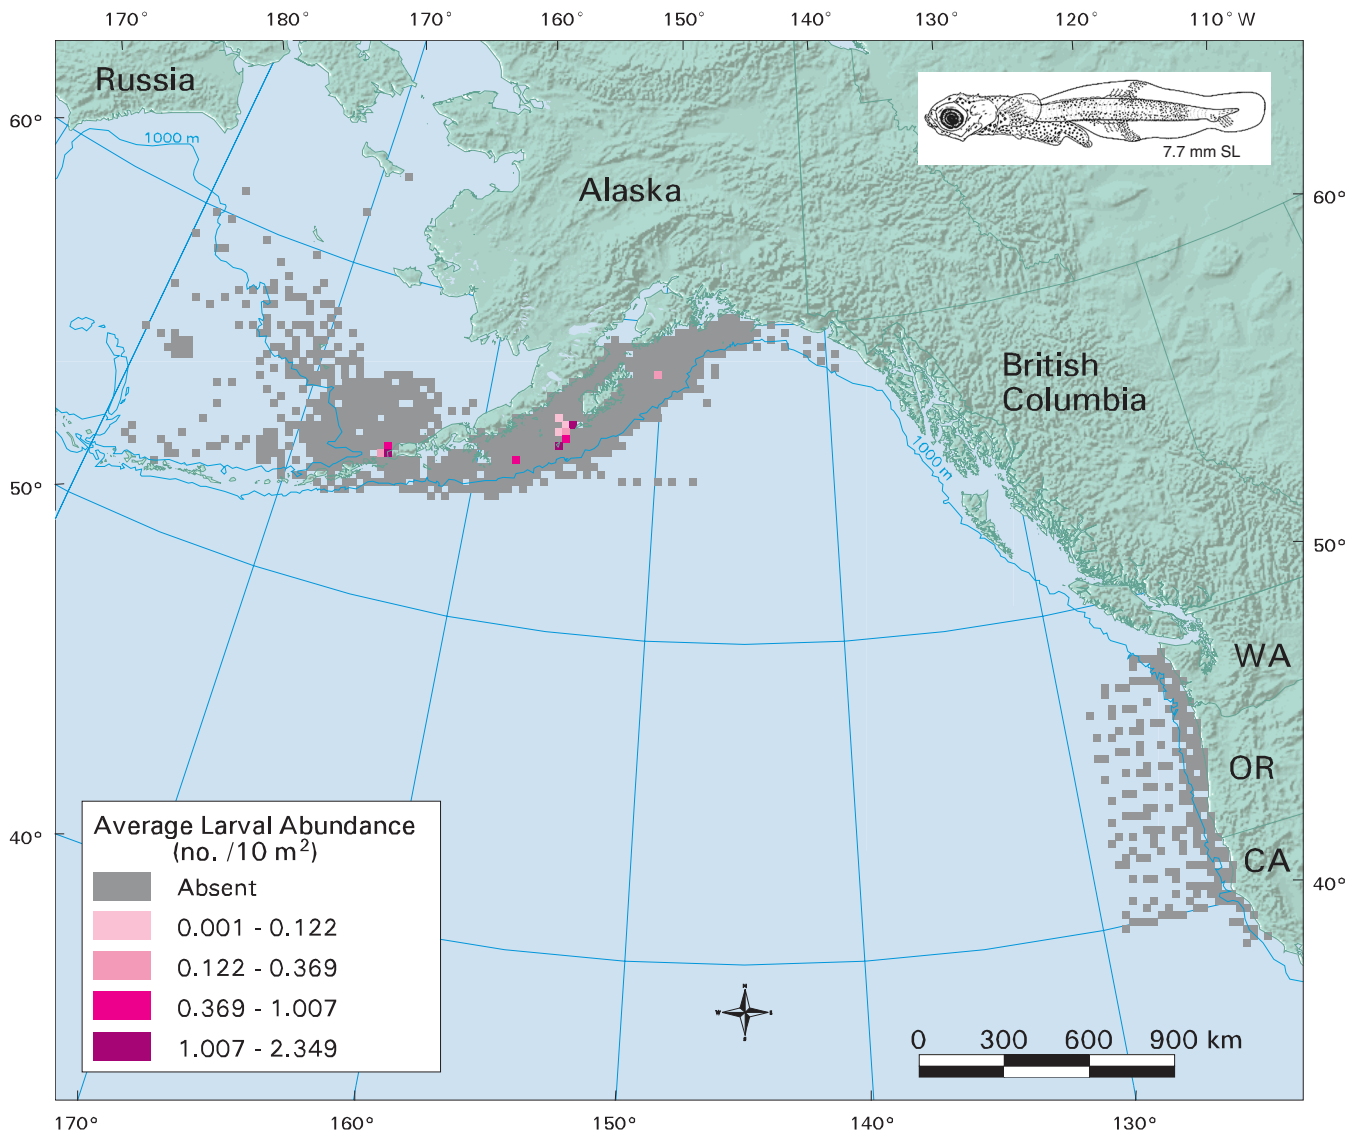 170° 180° 170° 160° 150° 140° 130° 120° 110° W
Russia
60°
1000 m
7.7 mm SL
Alaska
60°
British
Columbia
1000 m
50°
50°
WA
OR
CA
40°
40°
Average Larval Abundance
(no. /10 m²)
Absent
0.001 - 0.122
0.122 - 0.369
0.369 - 1.007
1.007 - 2.349
N
W E
S
0 300 600 900 km
170° 160° 150° 140° 130°